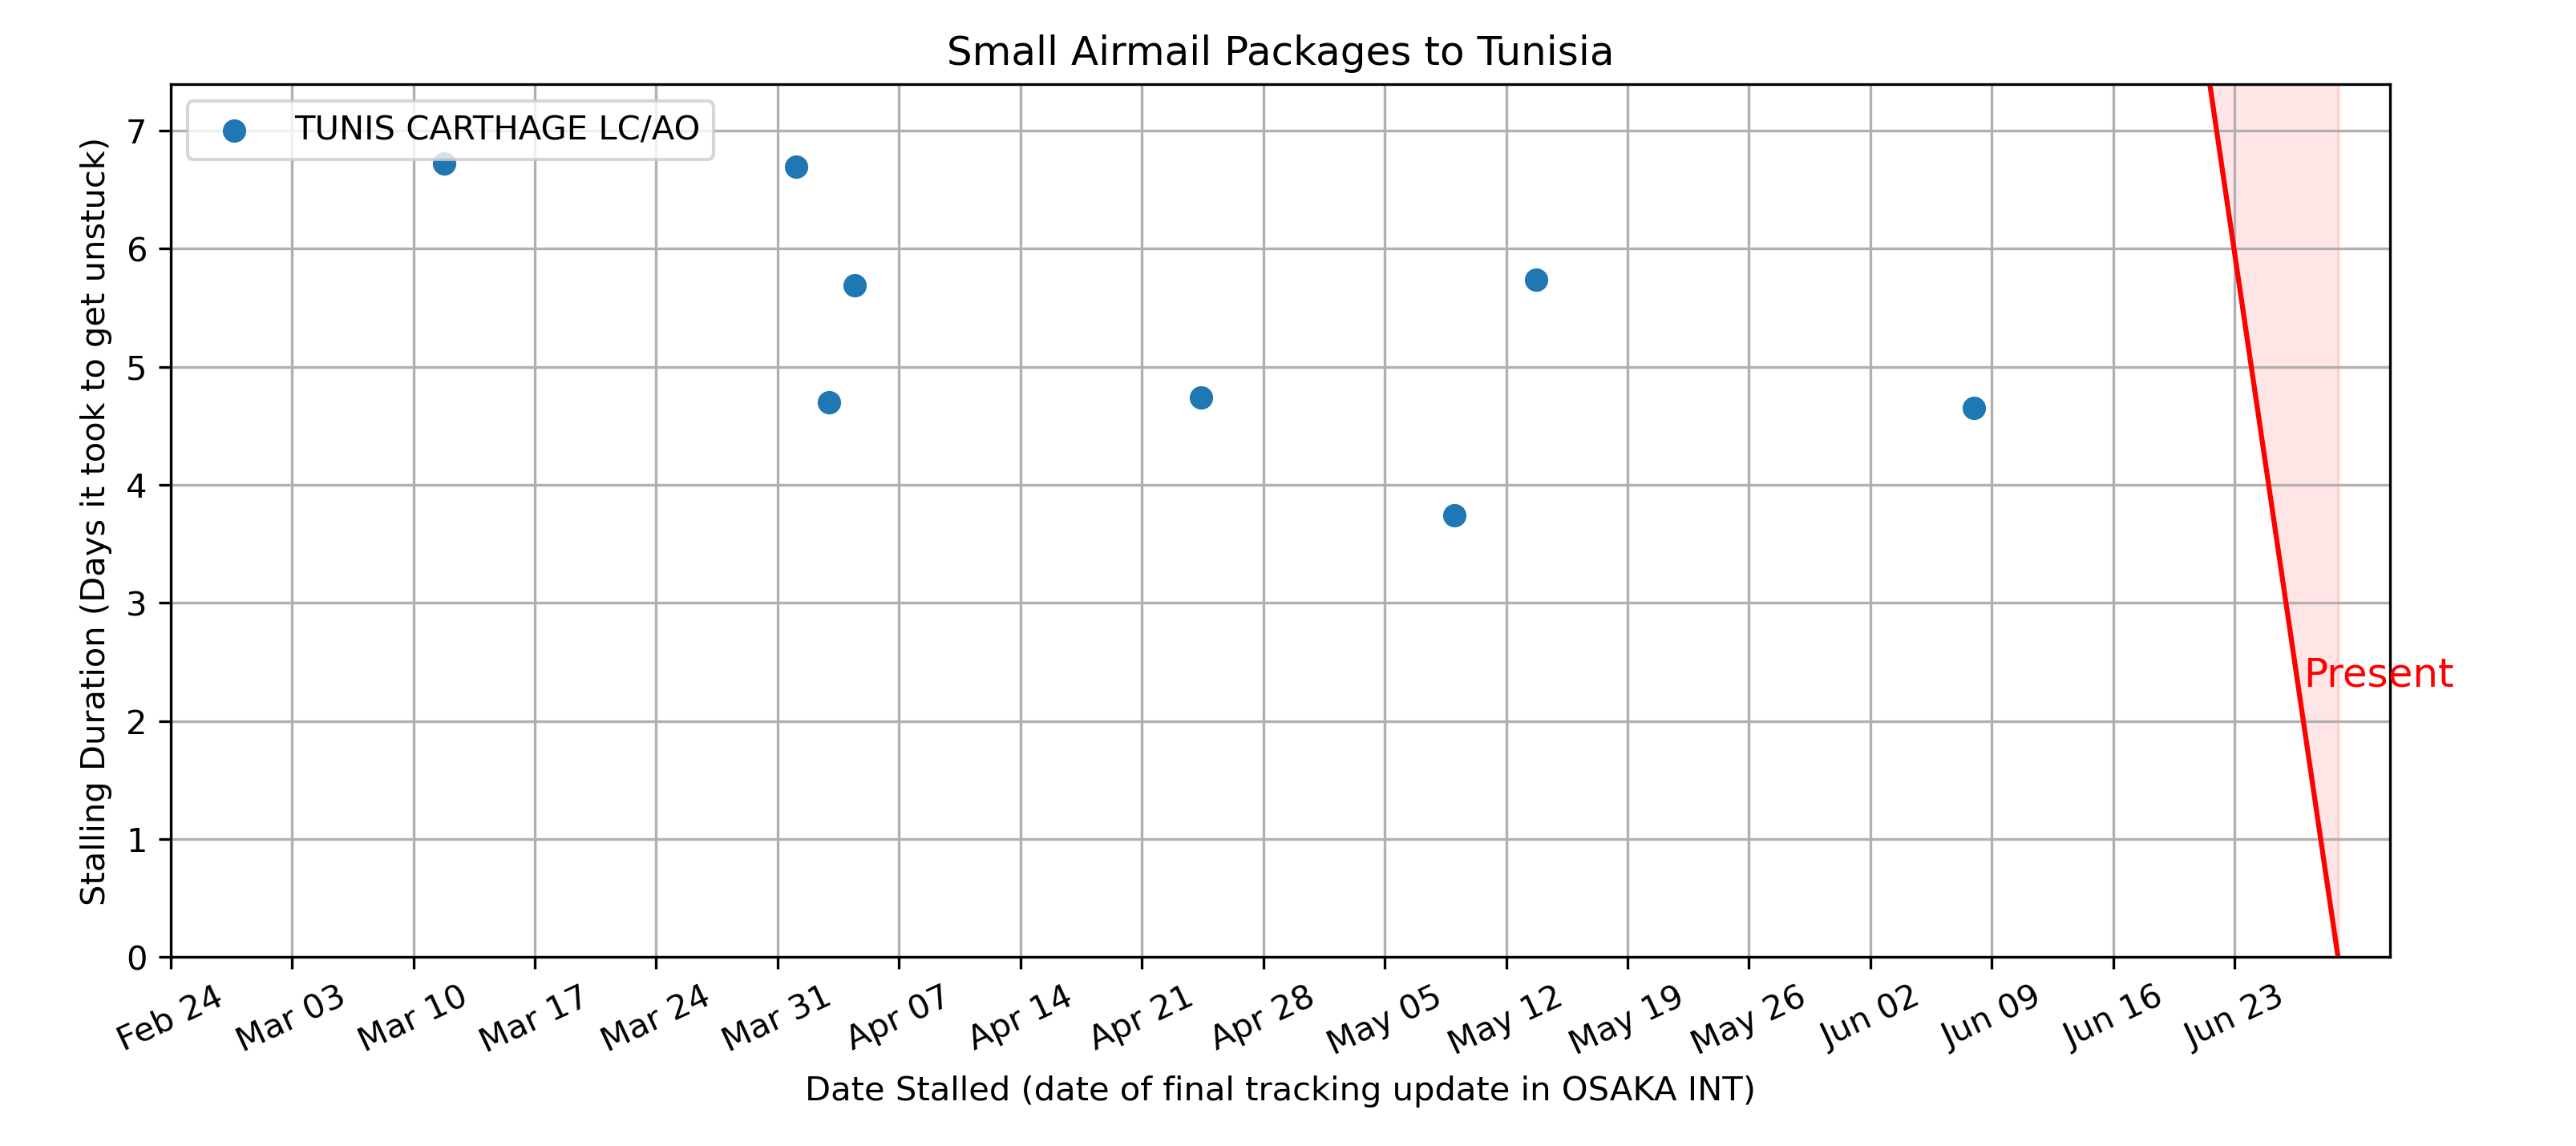 Small Airmail Packages to Tunisia
TUNIS CARTHAGE LC/AO
Stalling Duration (Days it took to get unstuck)
7
6
5
4
3
2
1
0
Present
Feb 24
Mar 03
Mar 10
Mar 17
Mar 24
Mar 31
Apr 07
Apr 14
Apr 21
Apr 28
May 05
May 12
May 19
May 26
Jun 02
Jun 09
Jun 16
Jun 23
Date Stalled (date of final tracking update in OSAKA INT)